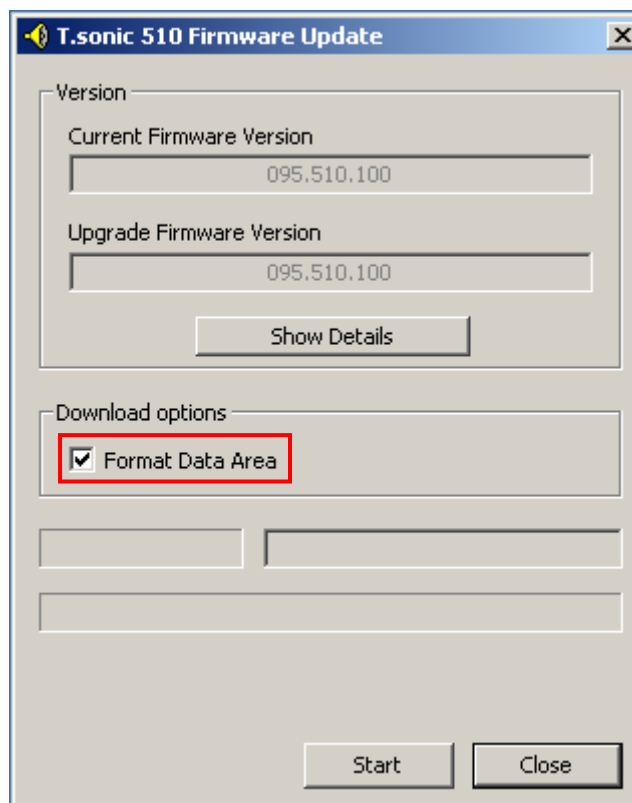 T.sonic 510 Firmware Update
Version
Current Firmware Version
095.510.100
Upgrade Firmware Version
095.510.100
Show Details
Download options
Format Data Area
Start Close